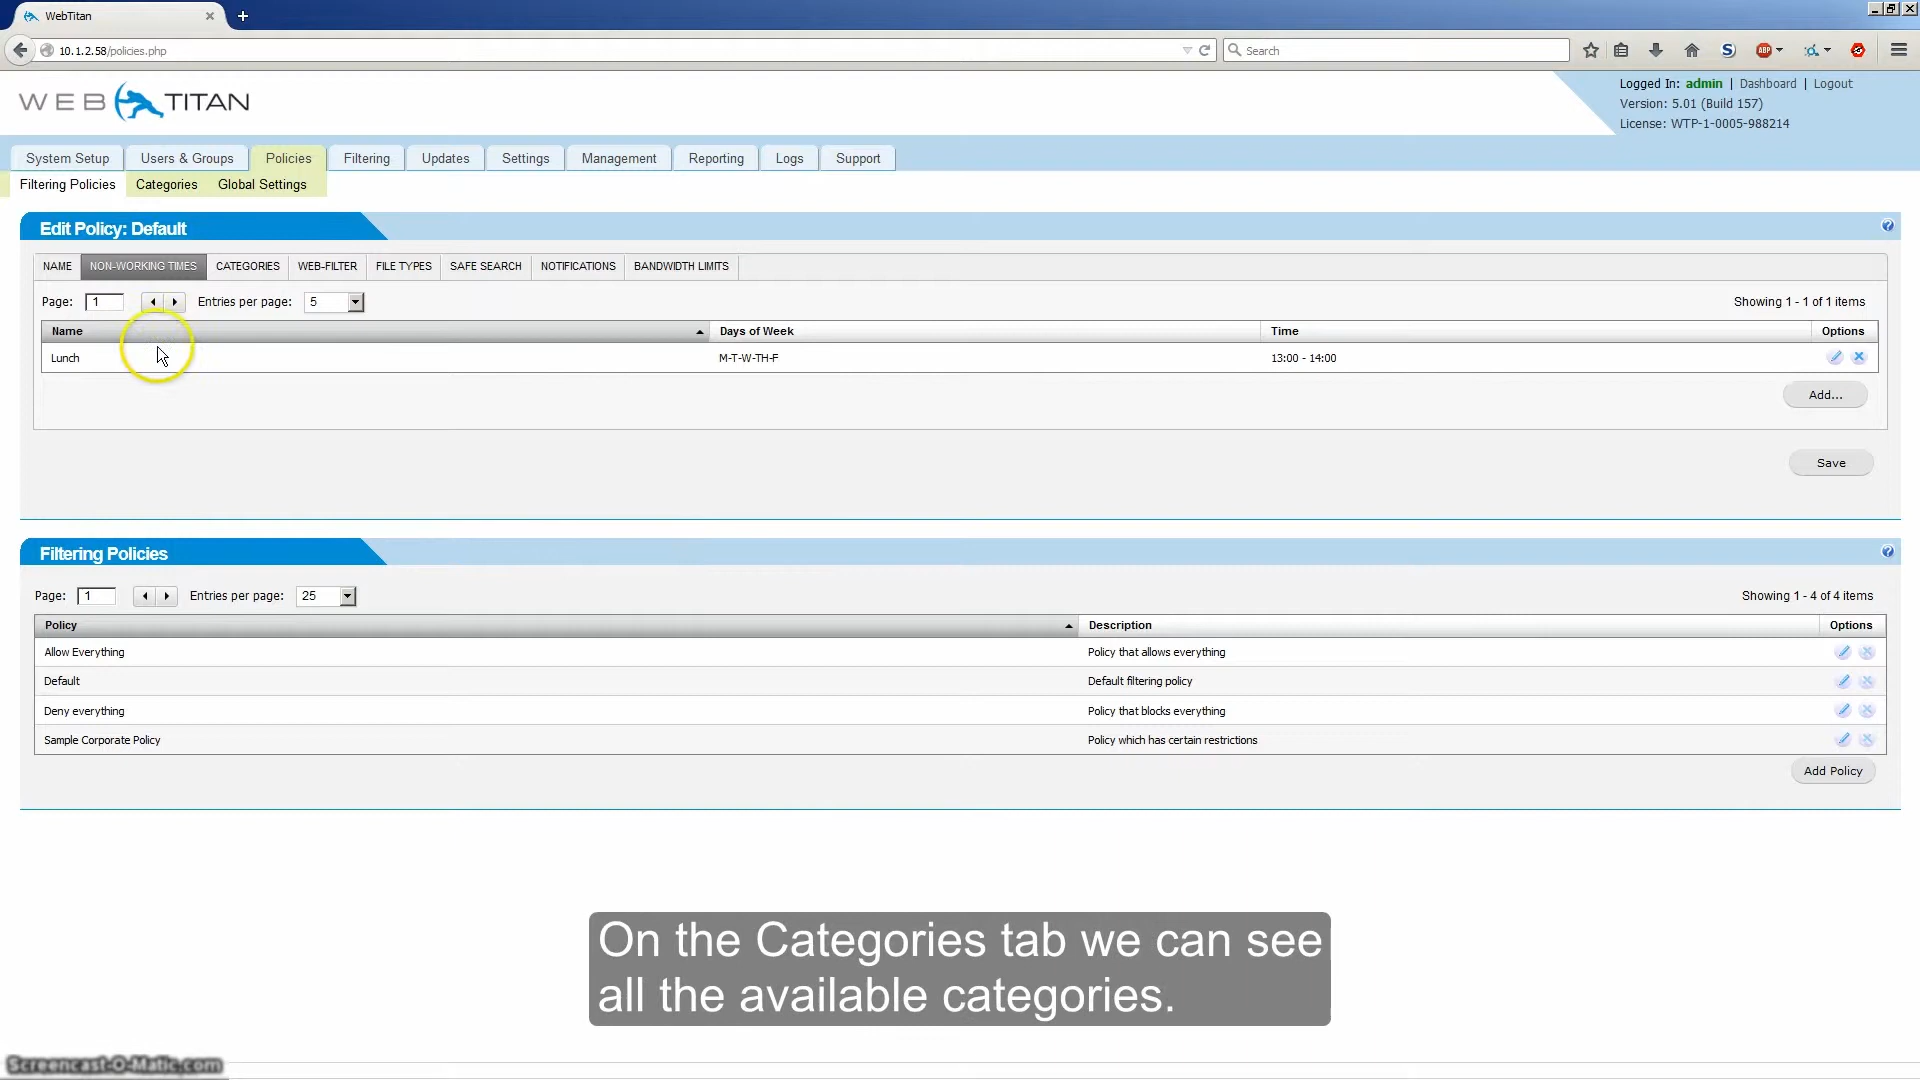 WebTitan
10.1.2.58/policies.php
Search
WEB TITAN
Logged In: admin | Dashboard | Logout
Version: 5.01 (Build 157)
License: WTP-1-0005-988214
System Setup Users & Groups Policies Filtering Updates Settings Management Reporting Logs Support
Filtering Policies Categories Global Settings
Edit Policy: Default
NAME NON-WORKING TIMES CATEGORIES WEB-FILTER FILE TYPES SAFE SEARCH NOTIFICATIONS BANDWIDTH LIMITS
Page: 1 Entries per page: 5 Showing 1 - 1 of 1 items
Name Days of Week Time Options
Lunch M-T-W-TH-F 13:00 - 14:00
Add...
Save
Filtering Policies
Page: 1 Entries per page: 25 Showing 1 - 4 of 4 items
Policy Description Options
Allow Everything Policy that allows everything
Default Default filtering policy
Deny everything Policy that blocks everything
Sample Corporate Policy Policy which has certain restrictions
Add Policy
On the Categories tab we can see
all the available categories.
Screencast-O-Matic.com